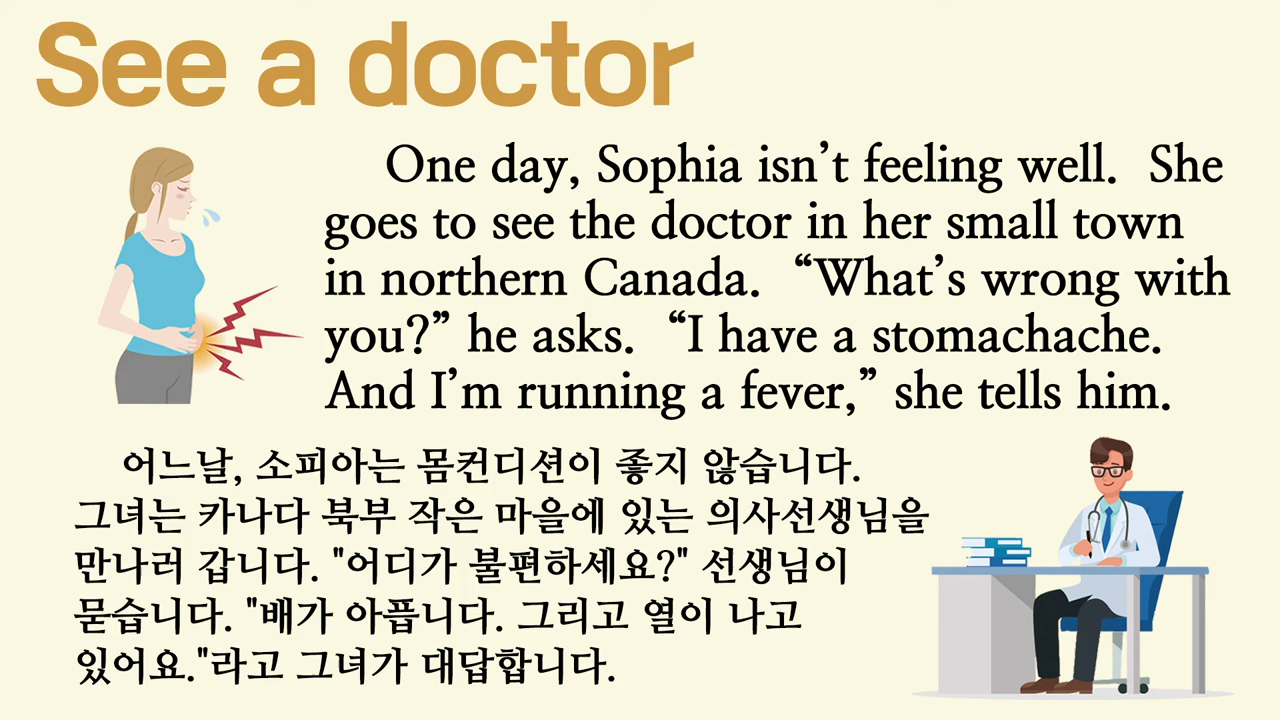 See a doctor
One day, Sophia isn’t feeling well. She
goes to see the doctor in her small town
in northern Canada. “What’s wrong with
you?” he asks. “I have a stomachache.
And I’m running a fever,” she tells him.
어느날, 소피아는 몸컨디션이 좋지 않습니다.
그녀는 카나다 북부 작은 마을에 있는 의사선생님을
만나러 갑니다. "어디가 불편하세요?" 선생님이
묻습니다. "배가 아픕니다. 그리고 열이 나고
있어요."라고 그녀가 대답합니다.